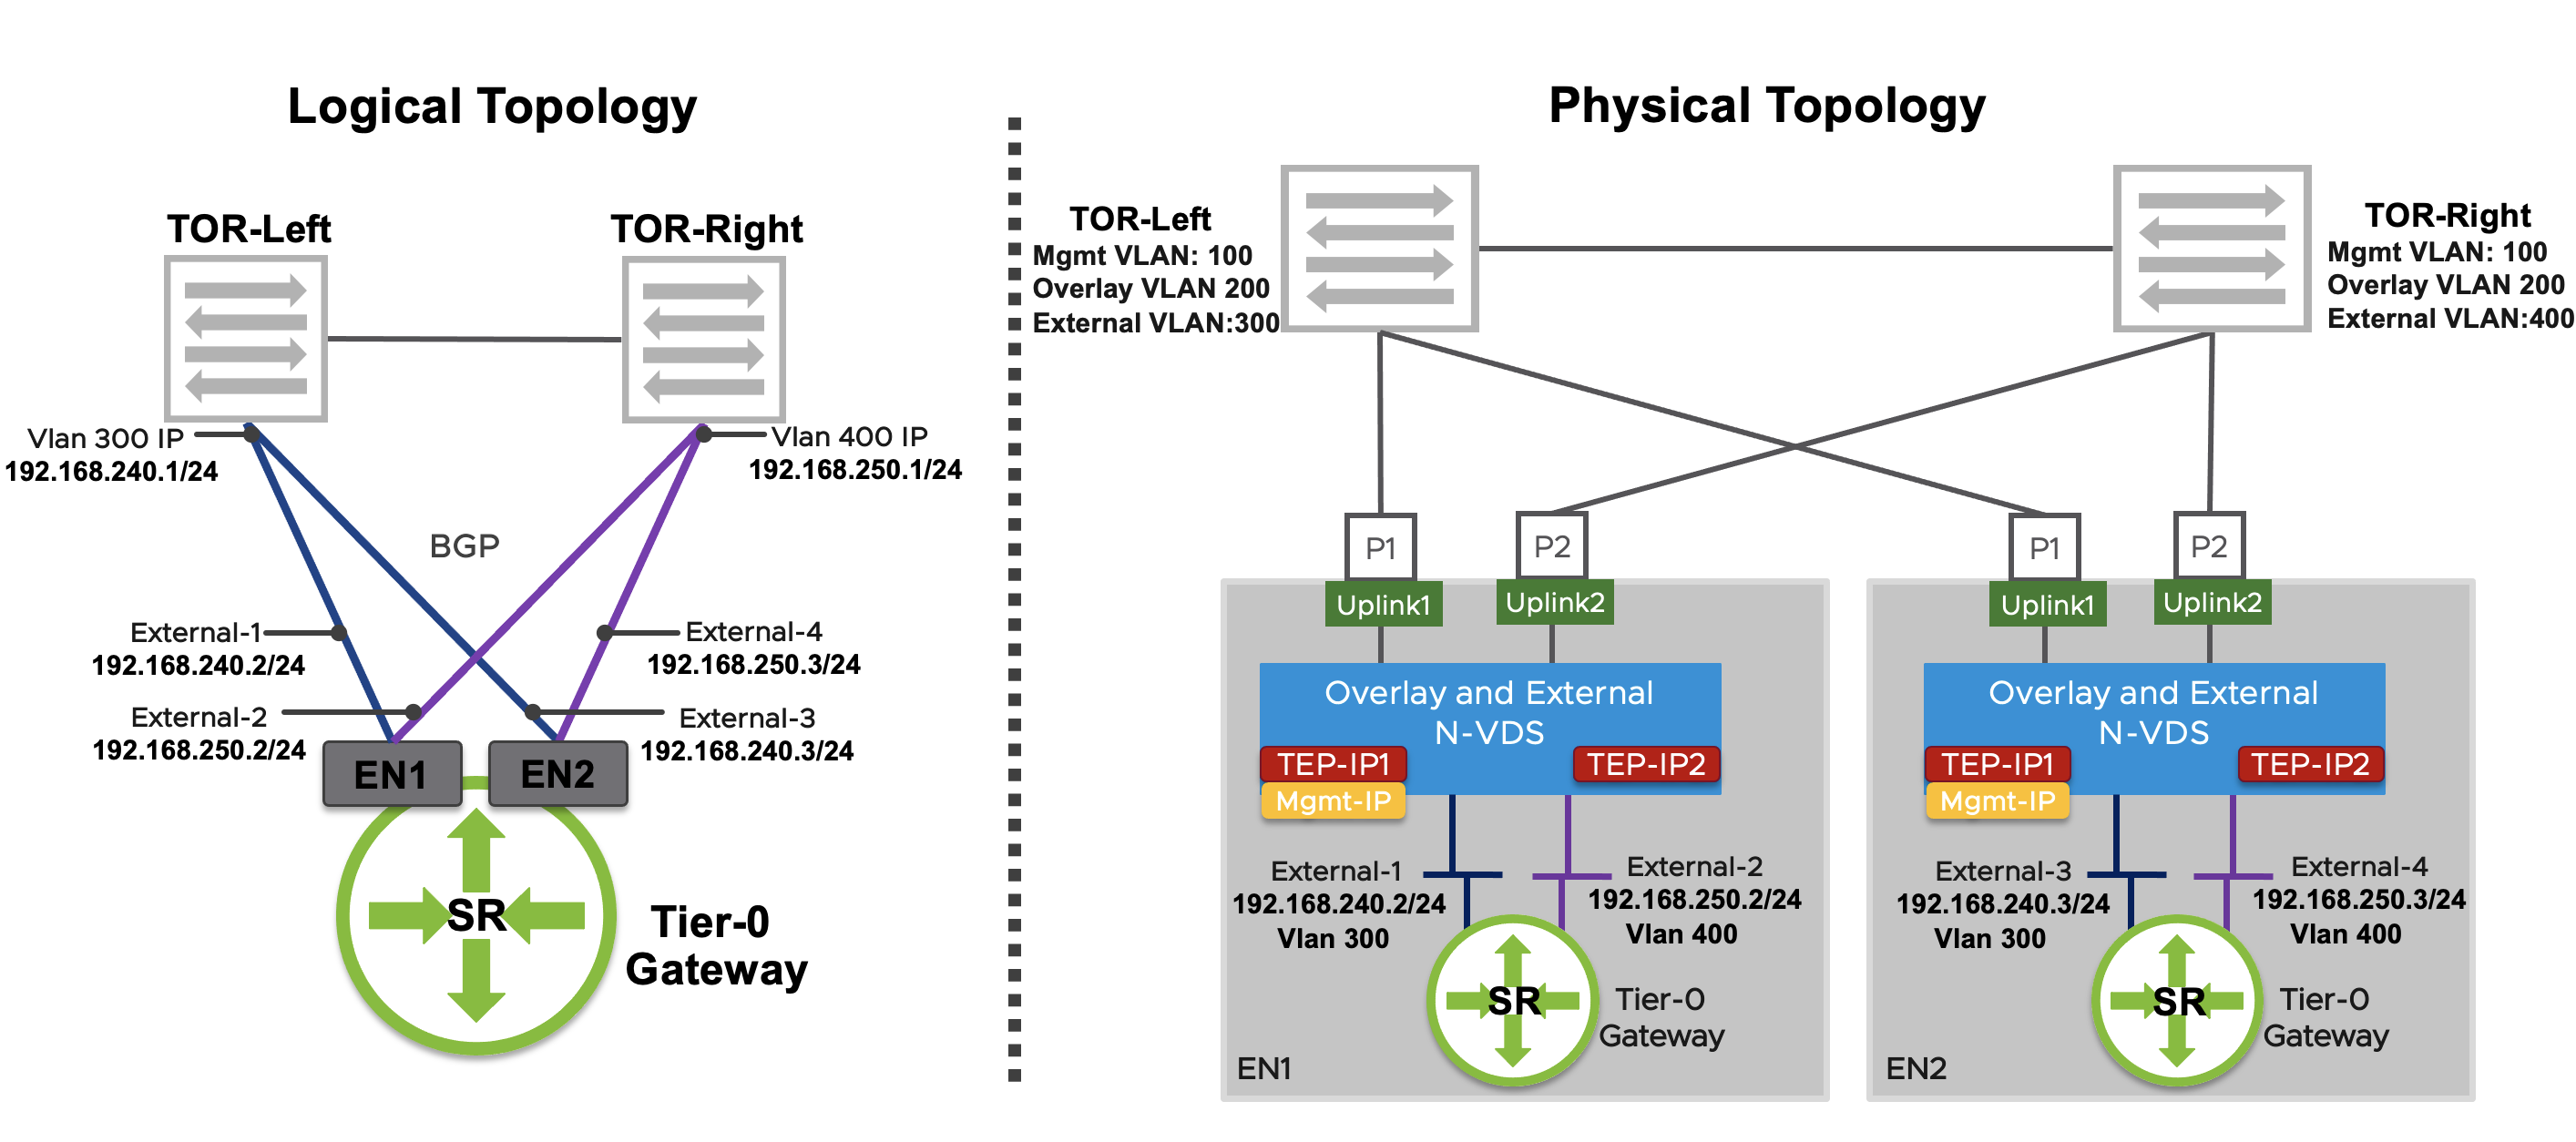 Logical Topology
TOR-Left
TOR-Right
Vlan 300 IP
192.168.240.1/24
Vlan 400 IP
192.168.250.1/24
BGP
External-1
192.168.240.2/24
External-4
192.168.250.3/24
External-2
192.168.250.2/24
External-3
192.168.240.3/24
EN1
EN2
SR
Tier-0
Gateway
Physical Topology
TOR-Left
Mgmt VLAN: 100
Overlay VLAN 200
External VLAN:300
TOR-Right
Mgmt VLAN: 100
Overlay VLAN 200
External VLAN:400
P1
P2
Uplink1
Uplink2
Overlay and External
N-VDS
TEP-IP1
TEP-IP2
Mgmt-IP
External-1
192.168.240.2/24
Vlan 300
External-2
192.168.250.2/24
Vlan 400
SR
Tier-0
Gateway
EN1
P1
P2
Uplink1
Uplink2
Overlay and External
N-VDS
TEP-IP1
TEP-IP2
Mgmt-IP
External-3
192.168.240.3/24
Vlan 300
External-4
192.168.250.3/24
Vlan 400
SR
Tier-0
Gateway
EN2